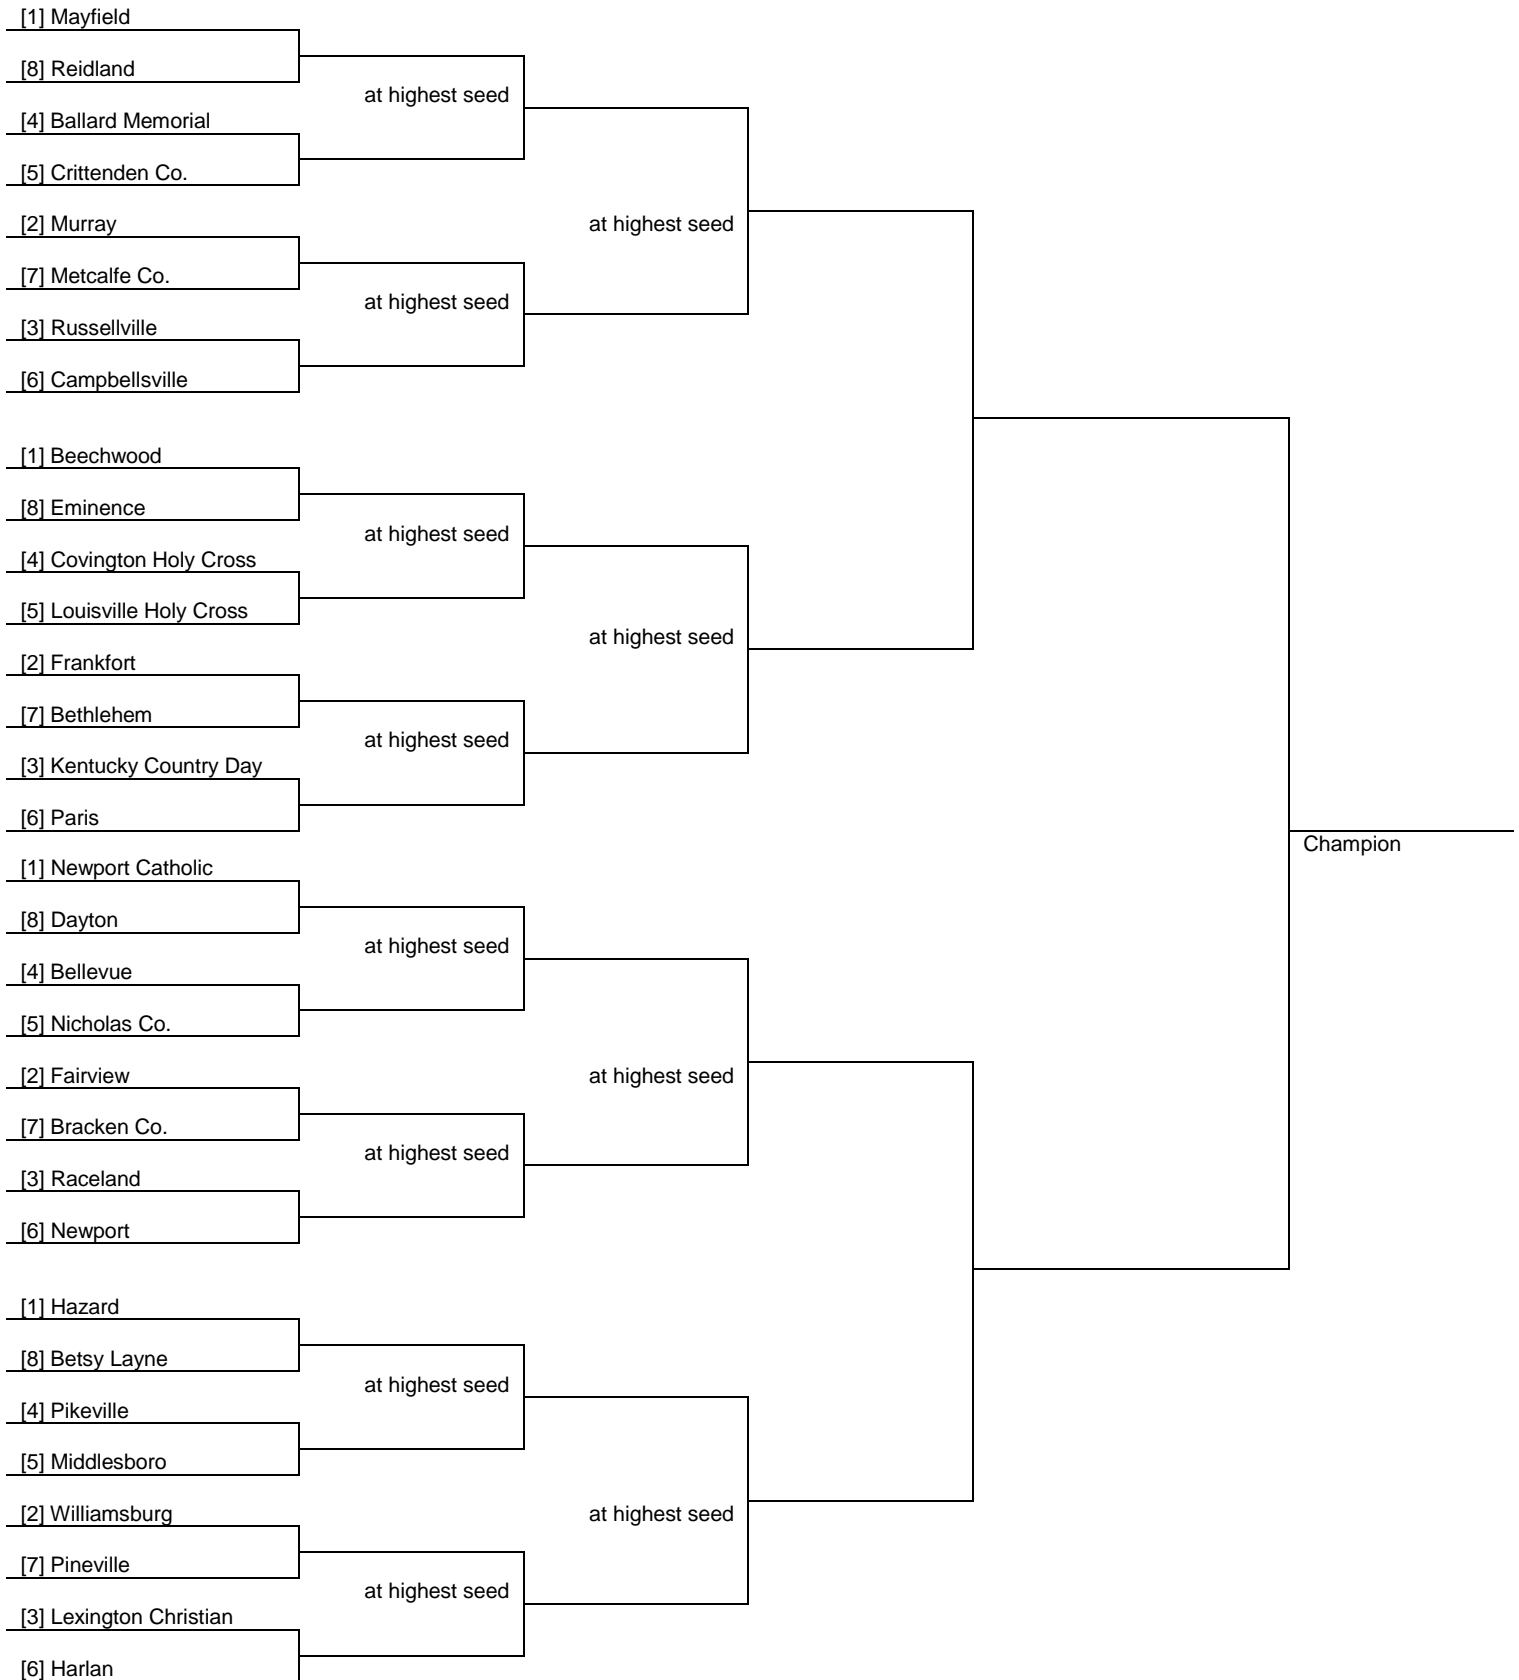 [1] Mayfield
[8] Reidland
at highest seed
[4] Ballard Memorial
[5] Crittenden Co.
[2] Murray
at highest seed
[7] Metcalfe Co.
at highest seed
[3] Russellville
[6] Campbellsville
[1] Beechwood
[8] Eminence
at highest seed
[4] Covington Holy Cross
[5] Louisville Holy Cross
at highest seed
[2] Frankfort
[7] Bethlehem
at highest seed
[3] Kentucky Country Day
[6] Paris
Champion
[1] Newport Catholic
[8] Dayton
at highest seed
[4] Bellevue
[5] Nicholas Co.
[2] Fairview
at highest seed
[7] Bracken Co.
at highest seed
[3] Raceland
[6] Newport
[1] Hazard
[8] Betsy Layne
at highest seed
[4] Pikeville
[5] Middlesboro
[2] Williamsburg
at highest seed
[7] Pineville
at highest seed
[3] Lexington Christian
[6] Harlan